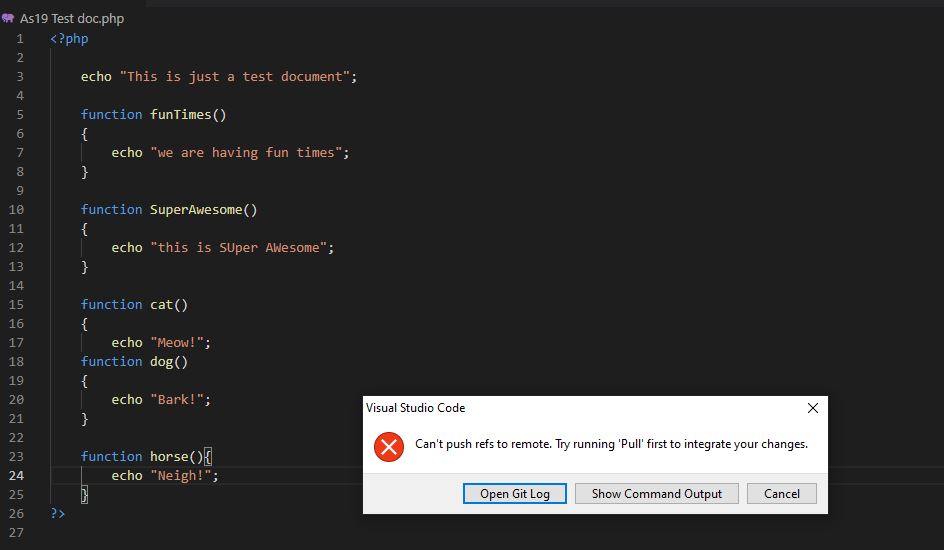 As19 Test doc.php
1 <?php
2
3 echo "This is just a test document";
4
5 function funTimes()
6 {
7 echo "we are having fun times";
8 }
9
10 function SuperAwesome()
11 {
12 echo "this is SUper AWesome";
13 }
14
15 function cat()
16 {
17 echo "Meow!";
18 function dog()
19 {
20 echo "Bark!";
21 }
22
23 function horse(){
24 echo "Neigh!";
25 }
26 ?>
27
Visual Studio Code
Can't push refs to remote. Try running 'Pull' first to integrate your changes.
Open Git Log Show Command Output Cancel